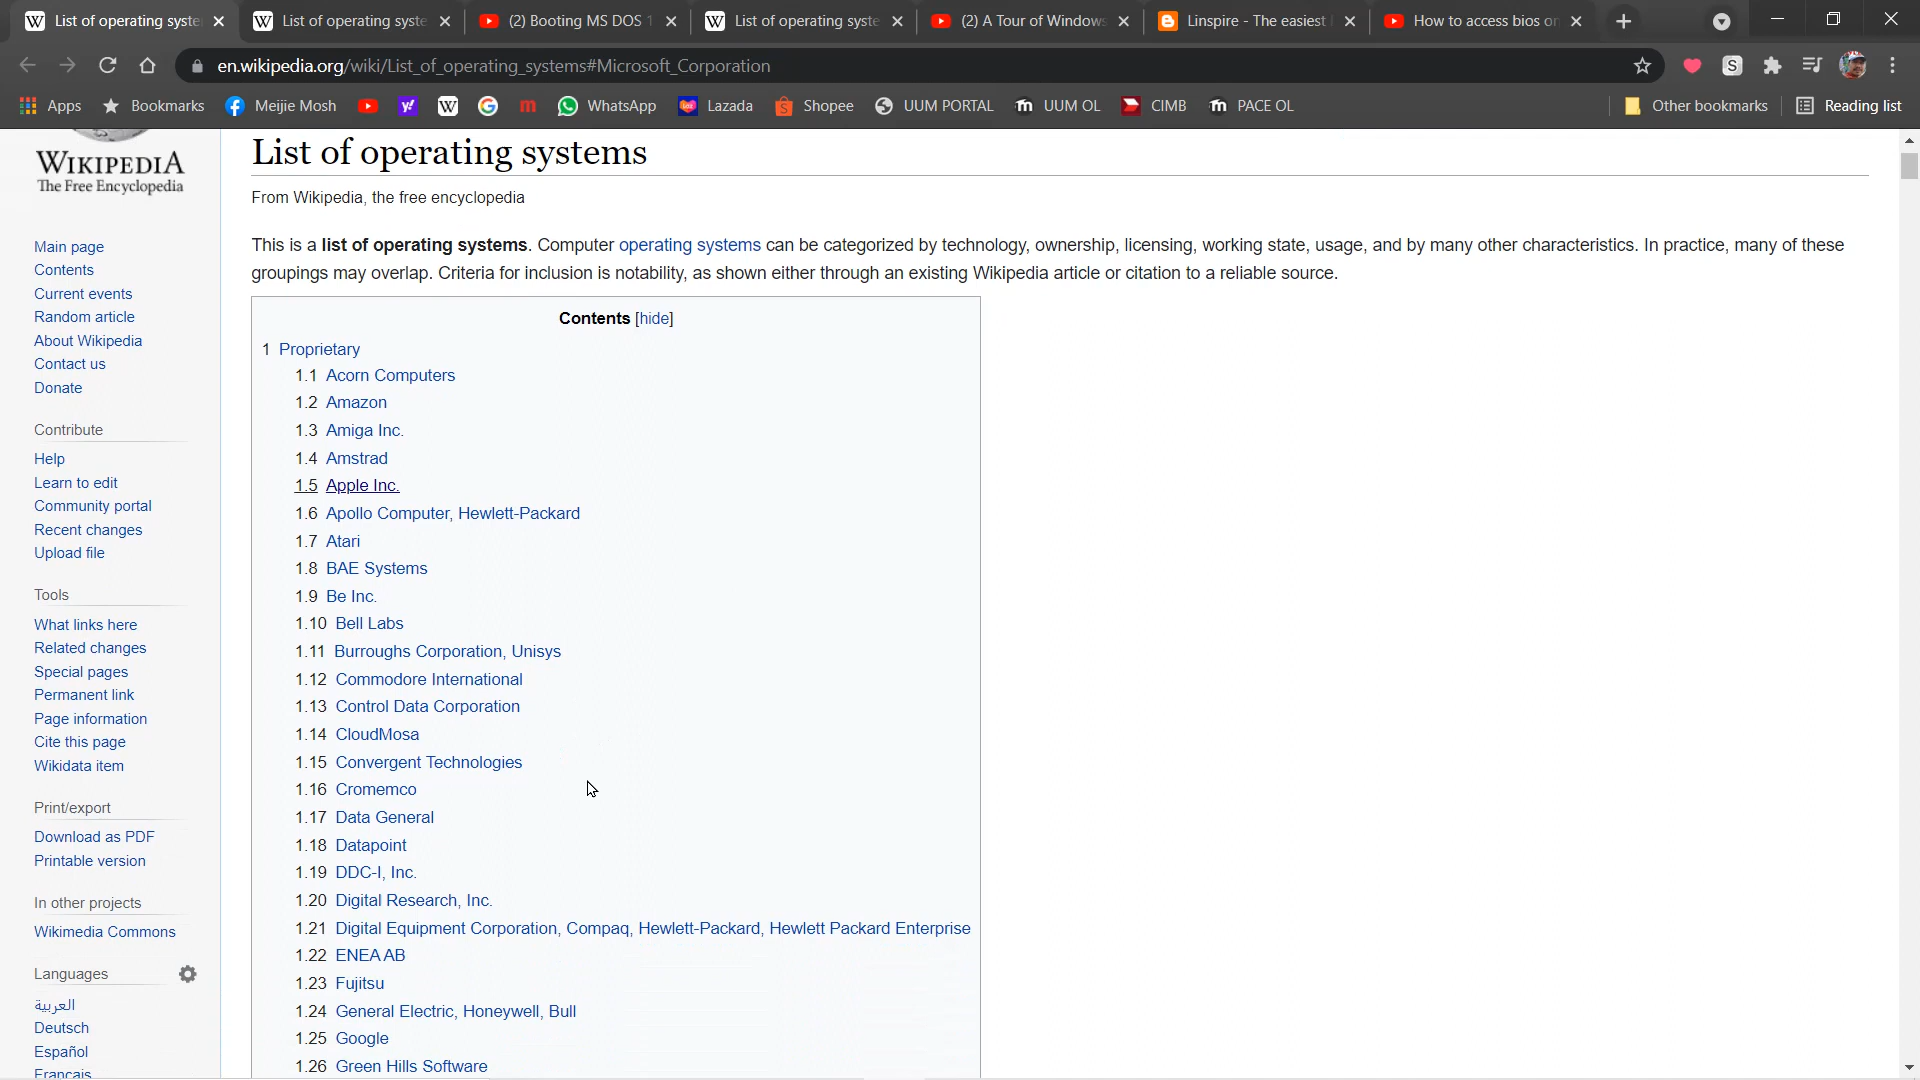 List of operating syste
List of operating syste
(2) Booting MS DOS 1
List of operating syste
(2) A Tour of Windows
Linspire - The easiest
How to access bios on
en.wikipedia.org/wiki/List_of_operating_systems#Microsoft_Corporation
Apps
Bookmarks
Meijie Mosh
WhatsApp
Lazada
Shopee
UUM PORTAL
UUM OL
CIMB
PACE OL
Other bookmarks
Reading list
WIKIPEDIA
The Free Encyclopedia
Main page
Contents
Current events
Random article
About Wikipedia
Contact us
Donate
Contribute
Help
Learn to edit
Community portal
Recent changes
Upload file
Tools
What links here
Related changes
Special pages
Permanent link
Page information
Cite this page
Wikidata item
Print/export
Download as PDF
Printable version
In other projects
Wikimedia Commons
Languages
العربية
Deutsch
Español
Français
List of operating systems
From Wikipedia, the free encyclopedia
This is a list of operating systems. Computer operating systems can be categorized by technology, ownership, licensing, working state, usage, and by many other characteristics. In practice, many of these
groupings may overlap. Criteria for inclusion is notability, as shown either through an existing Wikipedia article or citation to a reliable source.
Contents [hide]
1 Proprietary
1.1 Acorn Computers
1.2 Amazon
1.3 Amiga Inc.
1.4 Amstrad
1.5 Apple Inc.
1.6 Apollo Computer, Hewlett-Packard
1.7 Atari
1.8 BAE Systems
1.9 Be Inc.
1.10 Bell Labs
1.11 Burroughs Corporation, Unisys
1.12 Commodore International
1.13 Control Data Corporation
1.14 CloudMosa
1.15 Convergent Technologies
1.16 Cromemco
1.17 Data General
1.18 Datapoint
1.19 DDC-I, Inc.
1.20 Digital Research, Inc.
1.21 Digital Equipment Corporation, Compaq, Hewlett-Packard, Hewlett Packard Enterprise
1.22 ENEA AB
1.23 Fujitsu
1.24 General Electric, Honeywell, Bull
1.25 Google
1.26 Green Hills Software